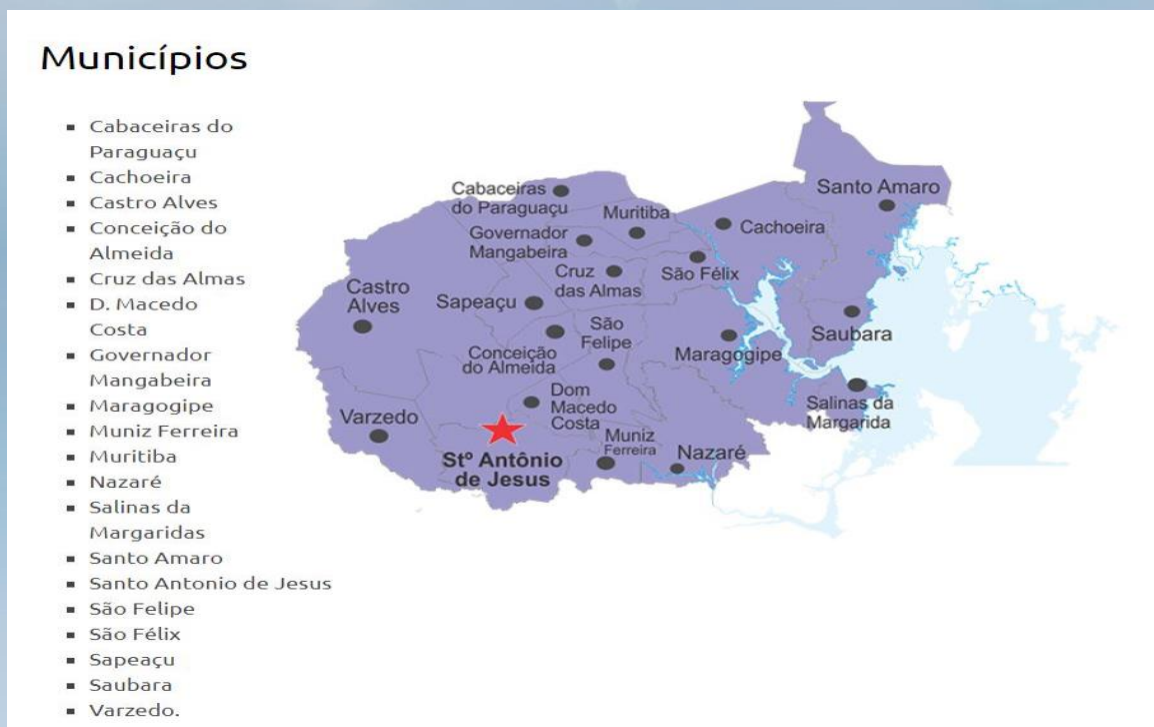 Municípios
▪ Cabaceiras do
Paraguaçu
▪ Cachoeira
▪ Castro Alves
▪ Conceição do
Almeida
▪ Cruz das Almas
▪ D. Macedo
Costa
▪ Governador
Mangabeira
▪ Maragogipe
▪ Muniz Ferreira
▪ Muritiba
▪ Nazaré
▪ Salinas da
Margaridas
▪ Santo Amaro
▪ Santo Antonio de Jesus
▪ São Felipe
▪ São Félix
▪ Sapeaçu
▪ Saubara
▪ Varzedo.
Cabaceiras
do Paraguaçu
Muritiba
Santo Amaro
Governador
Mangabeira
Cachoeira
Cruz
das Almas
São Félix
Castro
Alves
Sapeaçu
São
Felipe
Saubara
Conceição
do Almeida
Maragogipe
Dom
Macedo
Costa
Salinas da
Margarida
Varzedo
Muniz
Ferreira
Nazaré
Stº Antônio
de Jesus